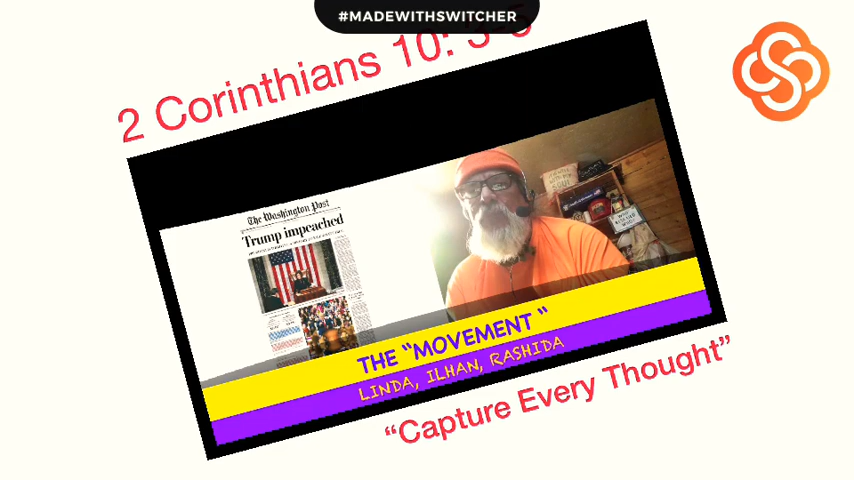 #MADEWITHSWITCHER
2 Corinthians 10:
The Washington Post
Trump impeached
THE "MOVEMENT "
LINDA, ILHAN, RASHIDA
“Capture Every Thought”